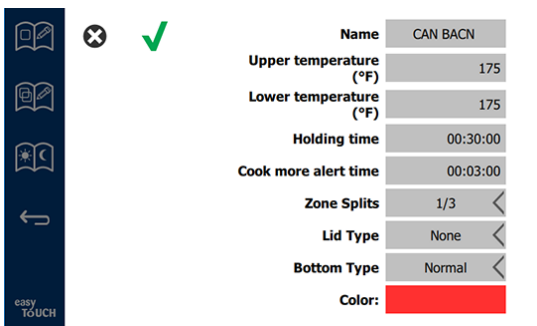 Name CAN BACN
Upper temperature
(°F) 175
Lower temperature
(°F) 175
Holding time 00:30:00
Cook more alert time 00:03:00
Zone Splits 1/3
Lid Type None
Bottom Type Normal
Color:
easy
TOUCH